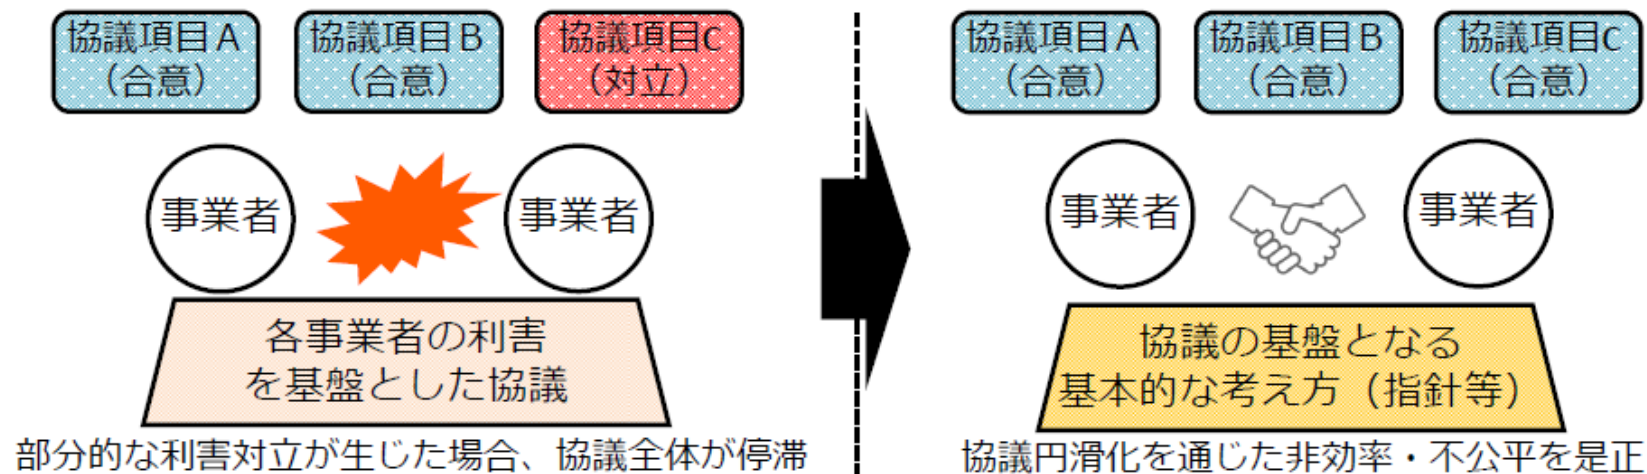 協議項目A
（合意）
協議項目B
（合意）
協議項目C
（対立）
事業者
事業者
各事業者の利害
を基盤とした協議
部分的な利害対立が生じた場合、協議全体が停滞
協議項目A
（合意）
協議項目B
（合意）
協議項目C
（合意）
事業者
事業者
協議の基盤となる
基本的な考え方（指針等）
協議円滑化を通じた非効率・不公平を是正